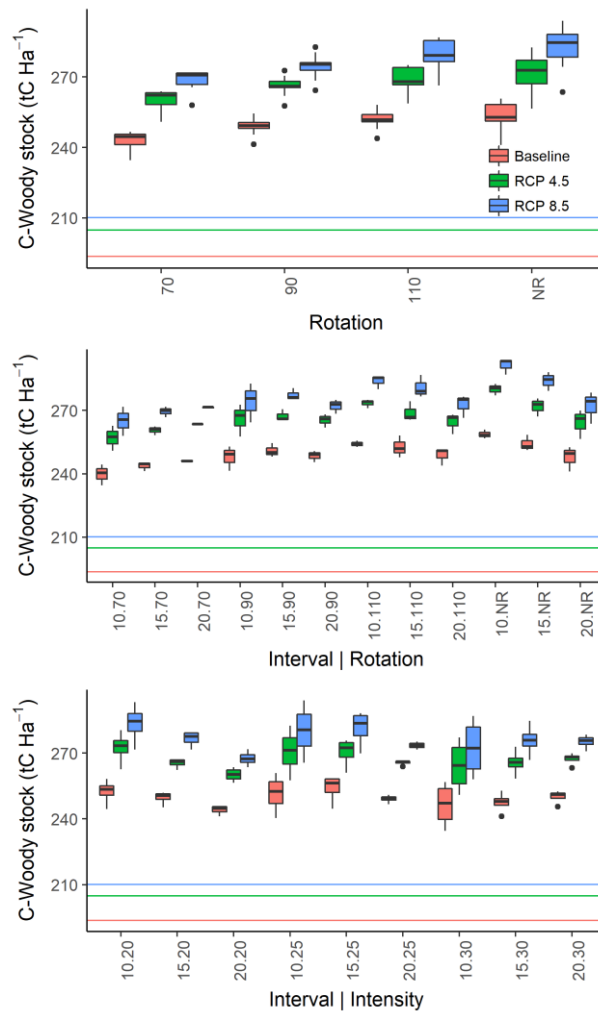 C-Woody stock (tC Ha⁻¹)
270
240
210
Baseline
RCP 4.5
RCP 8.5
70
90
110
NR
Rotation
C-Woody stock (tC Ha⁻¹)
270
240
210
10.70
15.70
20.70
10.90
15.90
20.90
10.110
15.110
20.110
10.NR
15.NR
20.NR
Interval | Rotation
C-Woody stock (tC Ha⁻¹)
270
240
210
10.20
15.20
20.20
10.25
15.25
20.25
10.30
15.30
20.30
Interval | Intensity